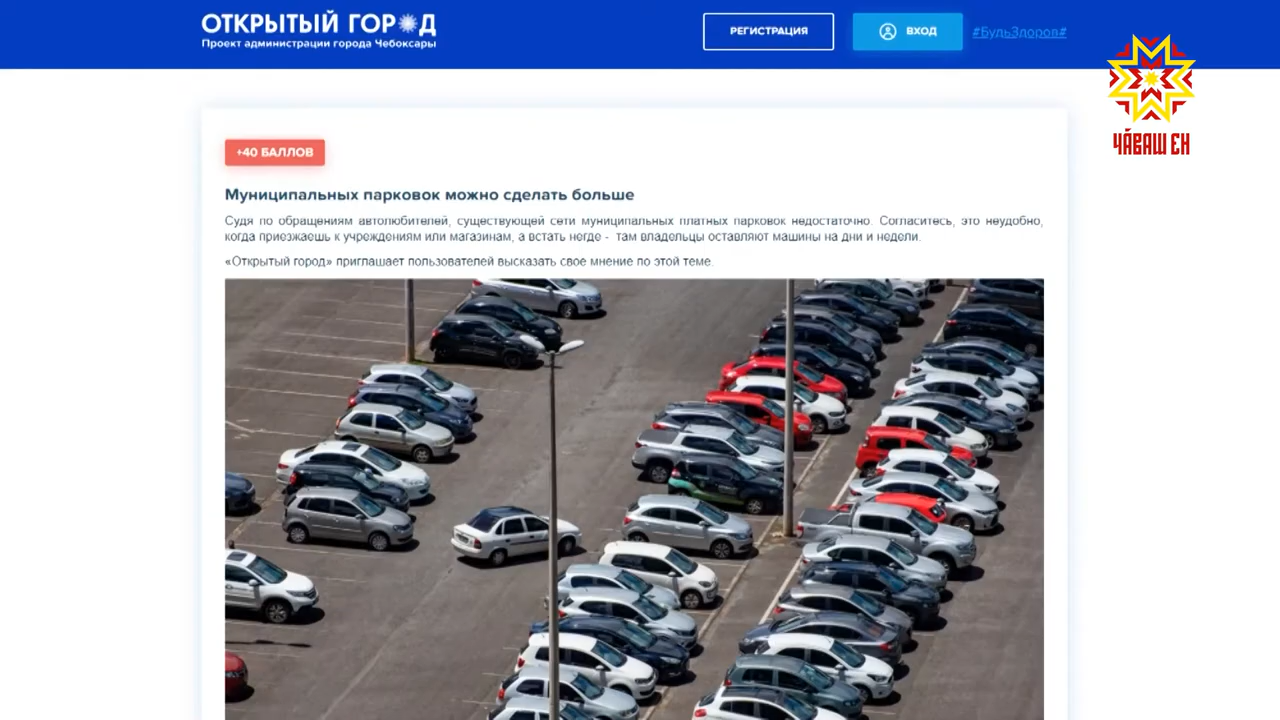 ОТКРЫТЫЙ ГОРОД
Проект администрации города Чебоксары
РЕГИСТРАЦИЯ
ВХОД
#БудьЗдоров#
ЧӐВАШ ЕН
+40 БАЛЛОВ
Муниципальных парковок можно сделать больше
Судя по обращениям автолюбителей, существующей сети муниципальных платных парковок недостаточно. Согласитесь, это неудобно,
когда приезжаешь к учреждениям или магазинам, а встать негде - там владельцы оставляют машины на дни и недели.
«Открытый город» приглашает пользователей высказать свое мнение по этой теме.